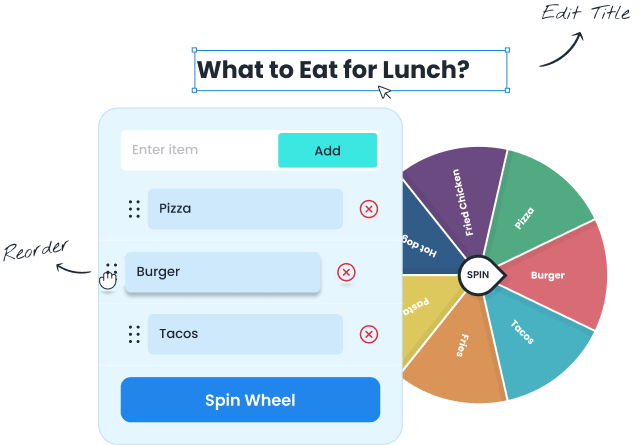 Edit Title
What to Eat for Lunch?
Enter item
Add
Pizza
Burger
Tacos
Spin Wheel
Reorder
Fried Chicken
Pizza
Burger
Tacos
Fries
Pasta
Hot dog
SPIN